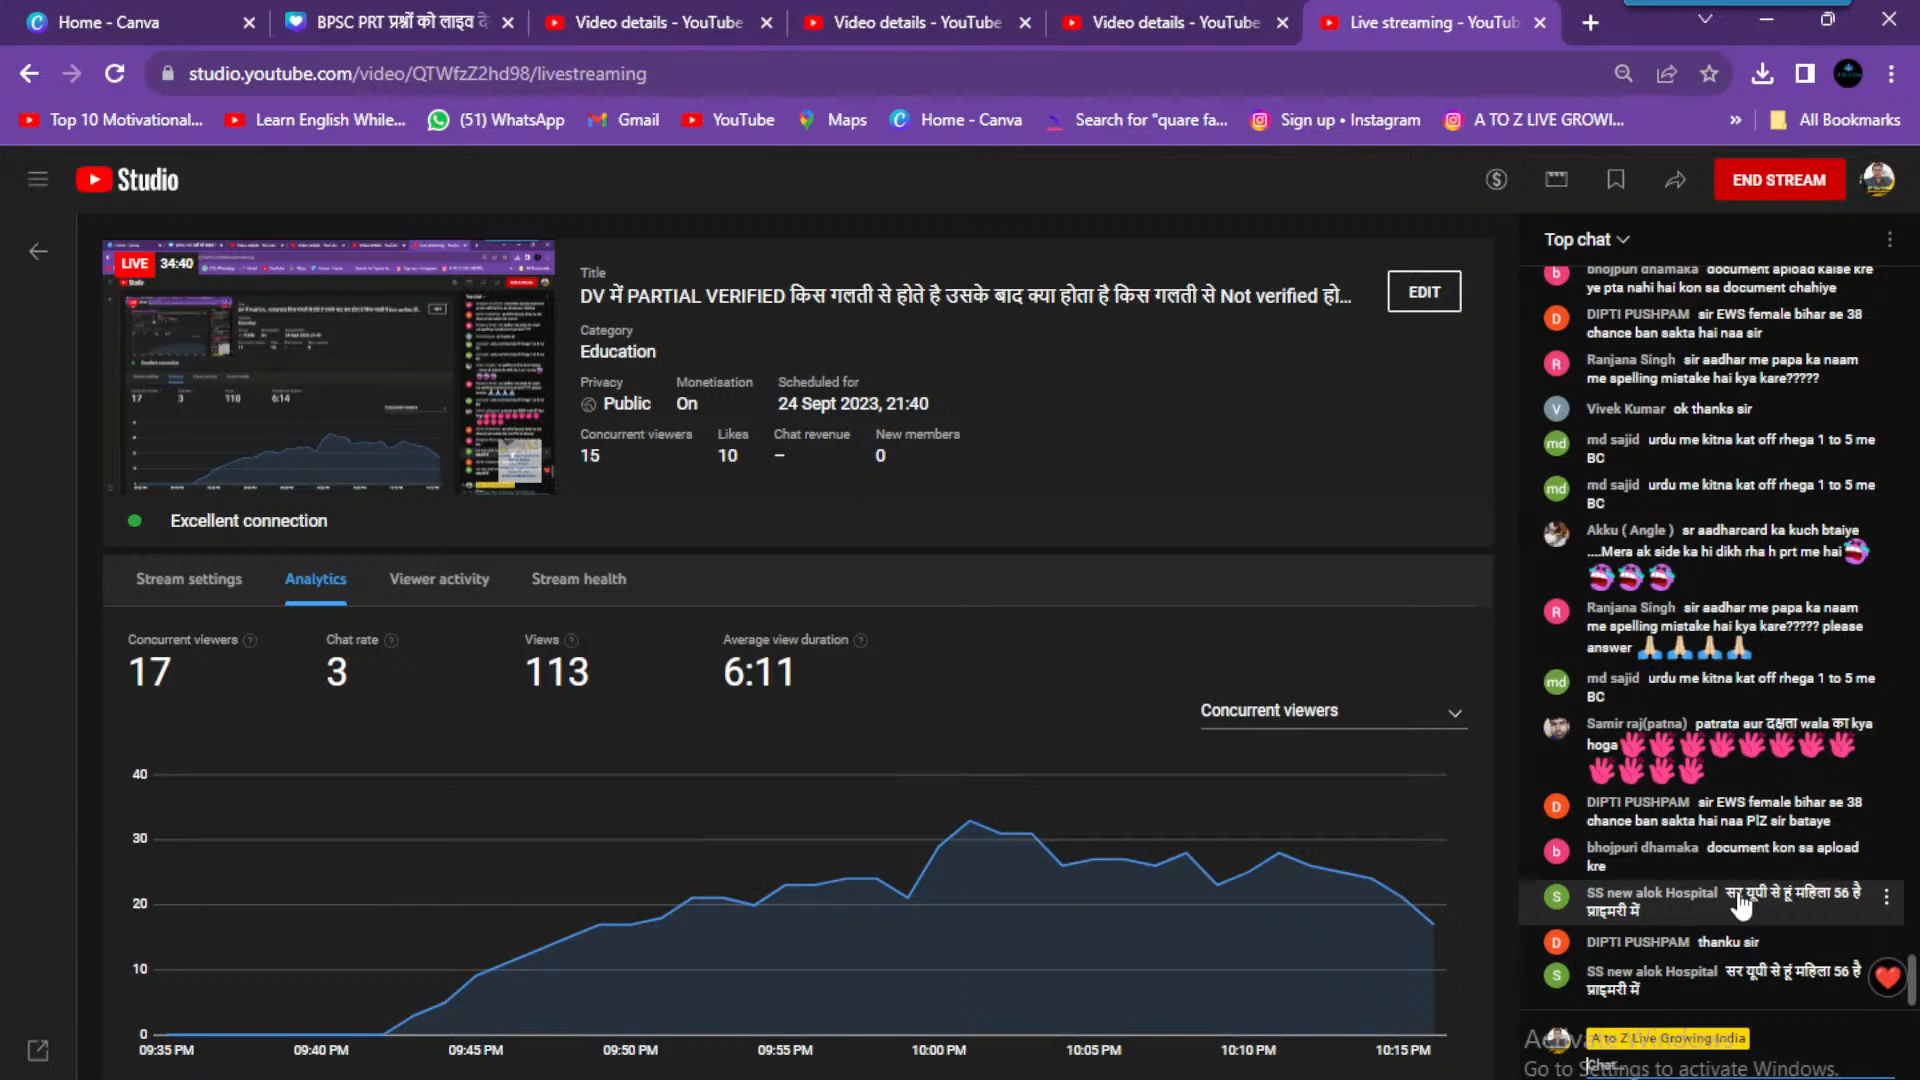 Home - Canva
BPSC PRT प्रश्नों को लाइव दे
Video details - YouTube
Video details - YouTube
Video details - YouTube
Live streaming - YouTub
studio.youtube.com/video/QTWfzZ2hd98/livestreaming
Top 10 Motivational...
Learn English While...
(51) WhatsApp
Gmail
YouTube
Maps
Home - Canva
Search for "quare fa...
Sign up • Instagram
A TO Z LIVE GROWI...
»
All Bookmarks
Studio
END STREAM
LIVE 34:40
Title
DV में PARTIAL VERIFIED किस गलती से होते है उसके बाद क्या होता है किस गलती से Not verified हो...
EDIT
Category
Education
Privacy Monetisation Scheduled for
Public On 24 Sept 2023, 21:40
Concurrent viewers Likes Chat revenue New members
15 10 – 0
Excellent connection
Stream settings Analytics Viewer activity Stream health
Concurrent viewers Chat rate Views Average view duration
17 3 113 6:11
Concurrent viewers
40
30
20
10
0
09:35 PM 09:40 PM 09:45 PM 09:50 PM 09:55 PM 10:00 PM 10:05 PM 10:10 PM 10:15 PM
Top chat
bhojpuri dhamaka document apload kaise kre
ye pta nahi hai kon sa document chahiye
DIPTI PUSHPAM sir EWS female bihar se 38
chance ban sakta hai naa sir
Ranjana Singh sir aadhar me papa ka naam
me spelling mistake hai kya kare?????
Vivek Kumar ok thanks sir
md sajid urdu me kitna kat off rhega 1 to 5 me
BC
md sajid urdu me kitna kat off rhega 1 to 5 me
BC
Akku ( Angle ) sr aadharcard ka kuch btaiye
....Mera ak side ka hi dikh rha h prt me hai
Ranjana Singh sir aadhar me papa ka naam
me spelling mistake hai kya kare????? please
answer
md sajid urdu me kitna kat off rhega 1 to 5 me
BC
Samir raj(patna) patrata aur दक्षता wala का kya
hoga
DIPTI PUSHPAM sir EWS female bihar se 38
chance ban sakta hai naa PlZ sir bataye
bhojpuri dhamaka document kon sa apload
kre
SS new alok Hospital सर यूपी से हूं महिला 56 है
प्राइमरी में
DIPTI PUSHPAM thanku sir
SS new alok Hospital सर यूपी से हूं महिला 56 है
प्राइमरी में
A to Z Live Growing India
Chat...
Activate Windows
Go to Settings to activate Windows.